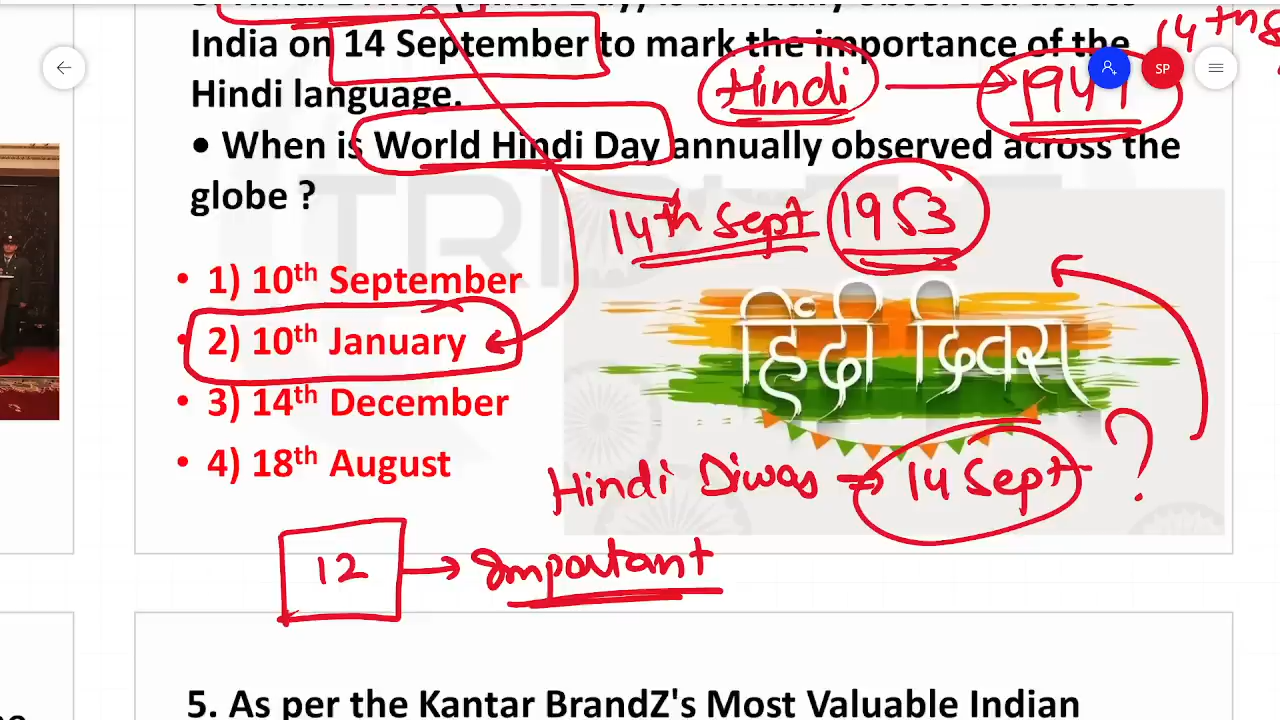 India on 14 September to mark the importance of the
Hindi language.
14th
Hindi → 1949
SP
• When is World Hindi Day annually observed across the
globe ?
14th Sept 1953
• 1) 10th September
• 2) 10th January
• 3) 14th December
• 4) 18th August
हिंदी दिवस
Hindi Diwas → 14 Sept ?
12 → Important
5. As per the Kantar BrandZ's Most Valuable Indian